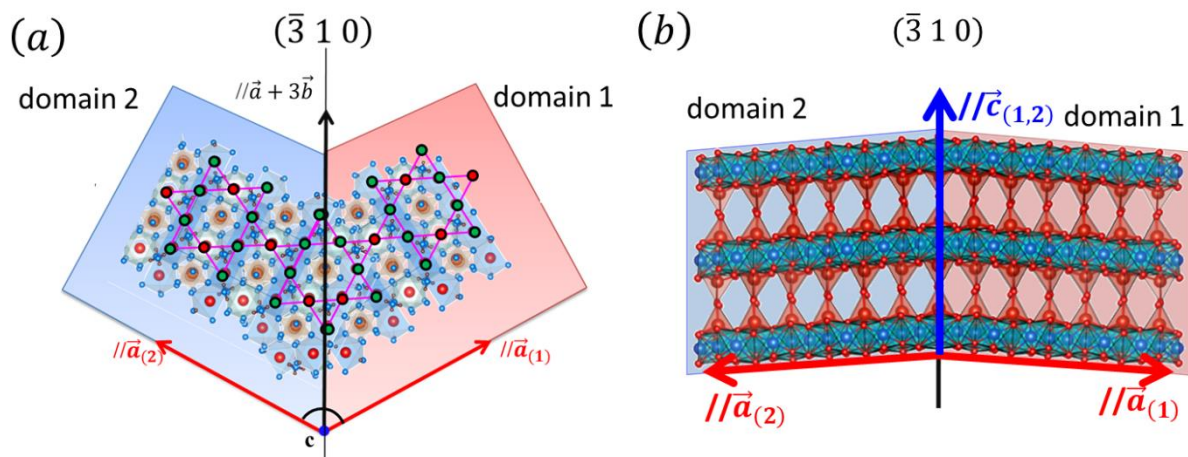 (a)
(3̅ 1 0)
domain 2
//a⃗ + 3b⃗
domain 1
//a⃗(2)
//a⃗(1)
c
(b)
(3̅ 1 0)
domain 2
//c⃗(1,2)
domain 1
//a⃗(2)
//a⃗(1)